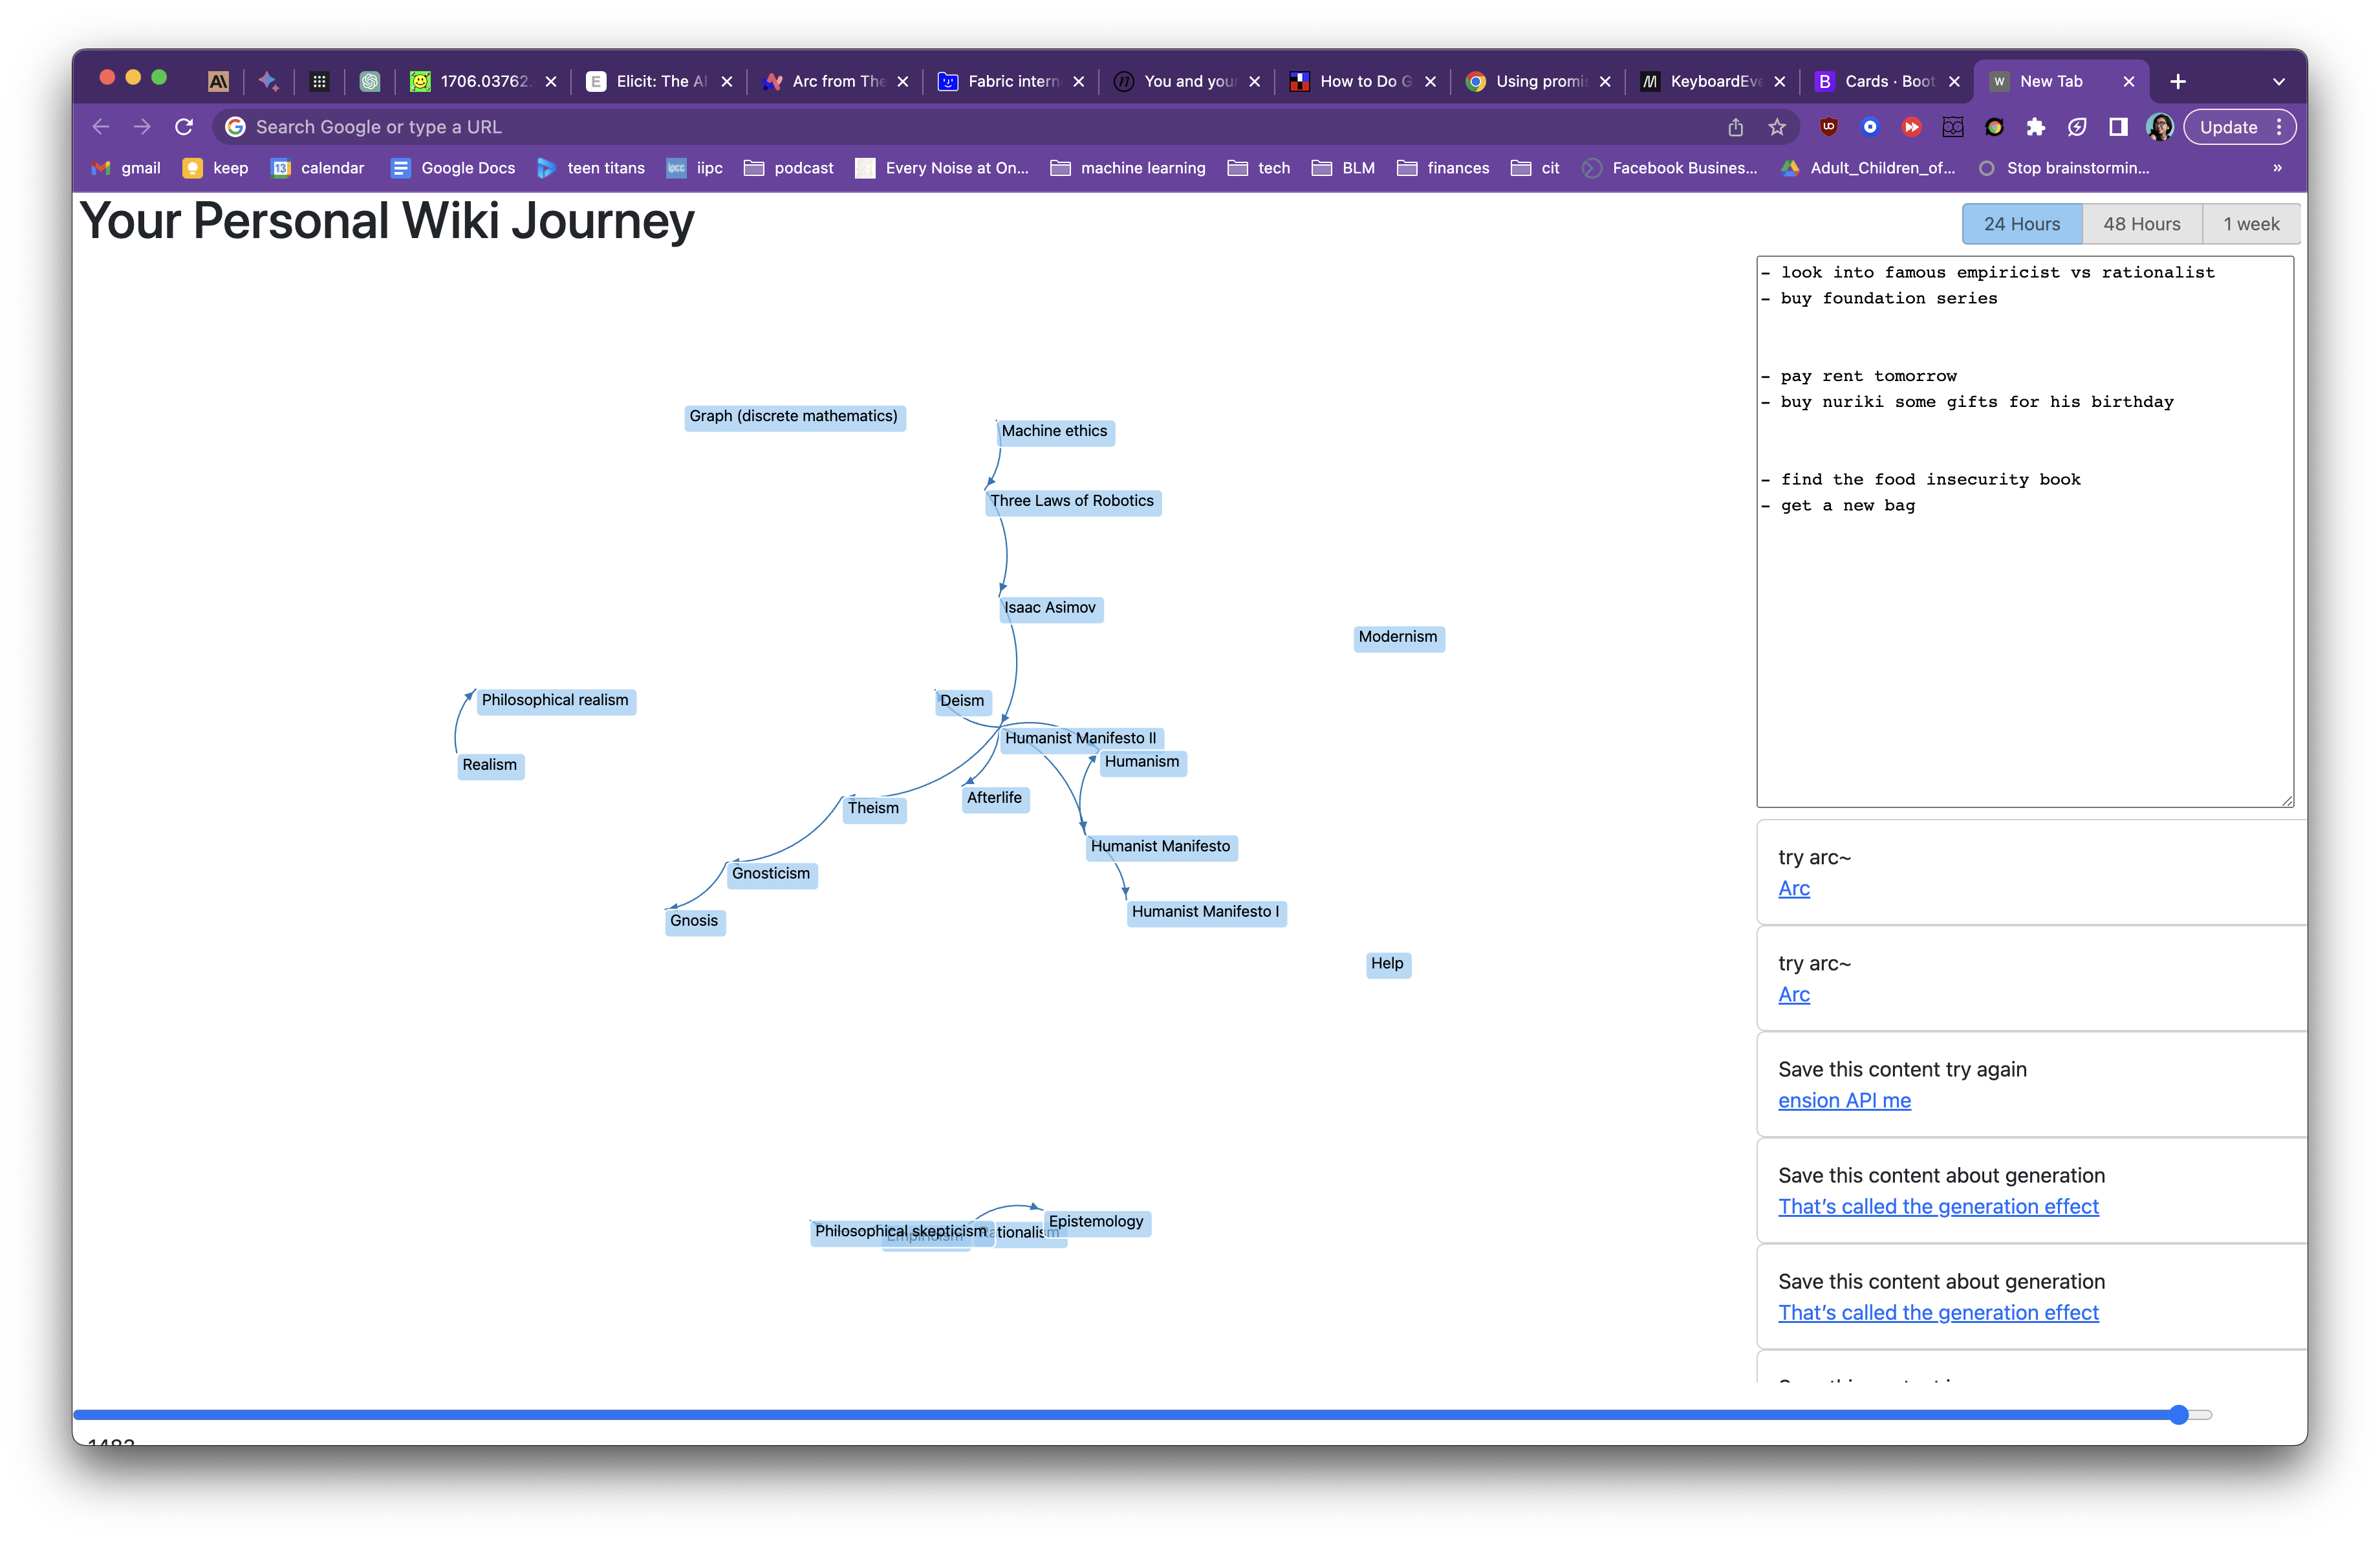 1706.03762.
Elicit: The AI
Arc from The
Fabric intern
You and your
How to Do G
Using promis
KeyboardEve
Cards · Boot
New Tab
Search Google or type a URL
Update
gmail
keep
calendar
Google Docs
teen titans
iipc
podcast
Every Noise at On...
machine learning
tech
BLM
finances
cit
Facebook Busines...
Adult_Children_of...
Stop brainstormin...
»
Your Personal Wiki Journey
24 Hours
48 Hours
1 week
Graph (discrete mathematics)
Machine ethics
Three Laws of Robotics
Isaac Asimov
Modernism
Philosophical realism
Deism
Humanist Manifesto II
Realism
Humanism
Afterlife
Theism
Humanist Manifesto
Gnosticism
Humanist Manifesto I
Gnosis
Help
Epistemology
Philosophical skepticism
Empiricism
Rationalism
- look into famous empiricist vs rationalist
- buy foundation series
- pay rent tomorrow
- buy nuriki some gifts for his birthday
- find the food insecurity book
- get a new bag
try arc~
Arc
try arc~
Arc
Save this content try again
ension API me
Save this content about generation
That's called the generation effect
Save this content about generation
That's called the generation effect